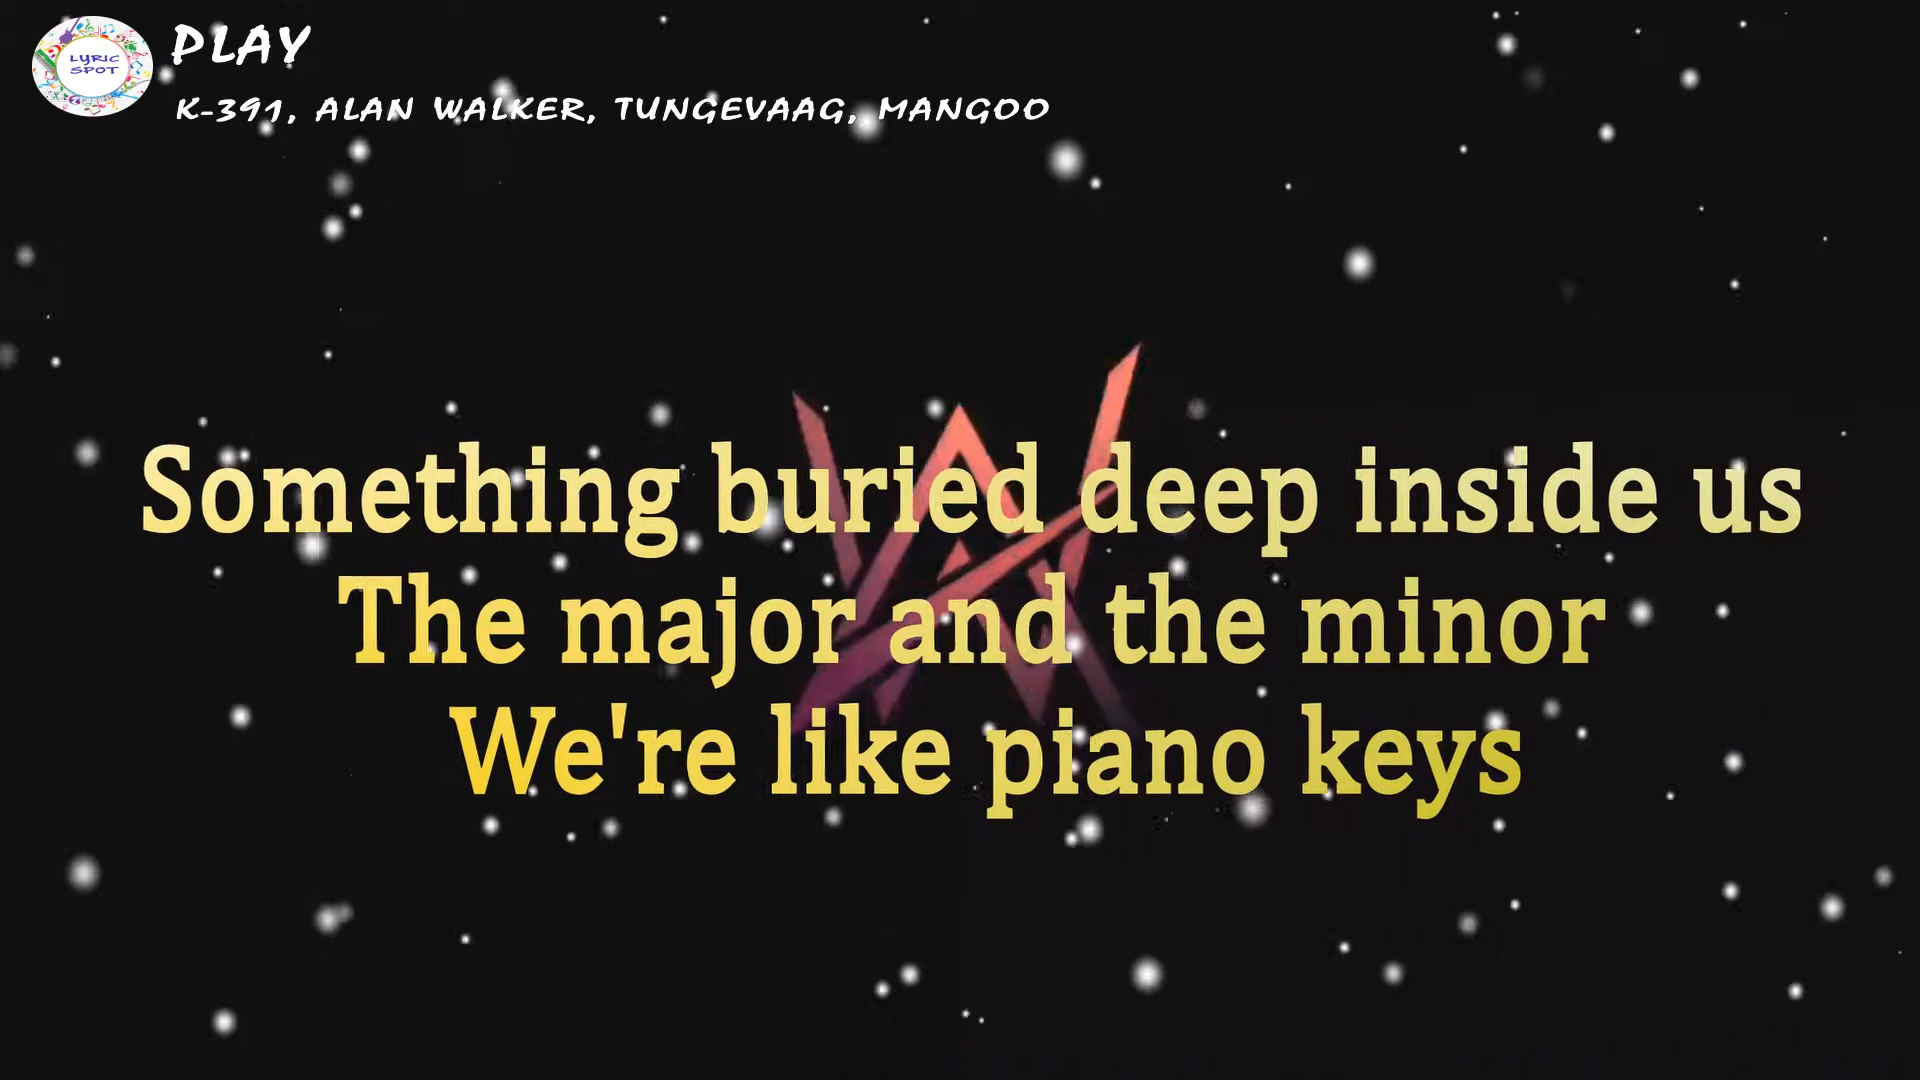 LYRIC
SPOT
PLAY
K-391, ALAN WALKER, TUNGEVAAG, MANGOO
Something buried deep inside us
The major and the minor
We're like piano keys